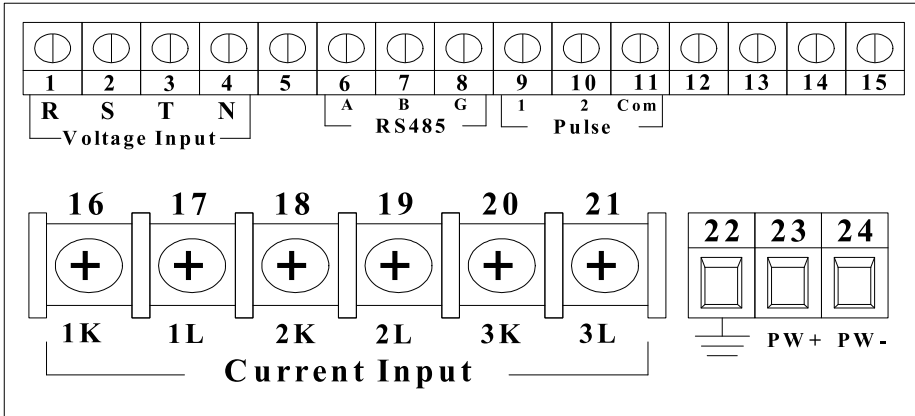 1 2 3 4 5 6 7 8 9 10 11 12 13 14 15
R S T N A B G 1 2 Com
Voltage Input RS485 Pulse
16 17 18 19 20 21
22 23 24
1K 1L 2K 2L 3K 3L
PW+ PW-
Current Input